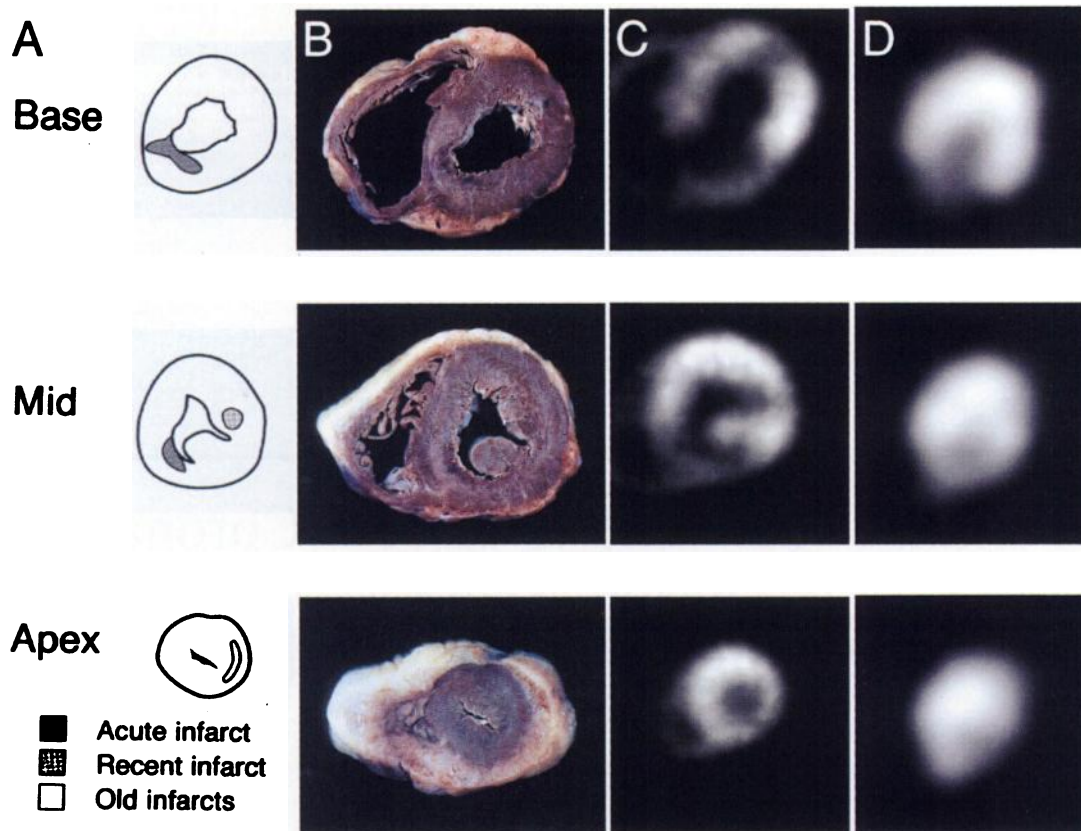 A
B
C
D
Base
Mid
Apex
Acute infarct
Recent infarct
Old infarcts